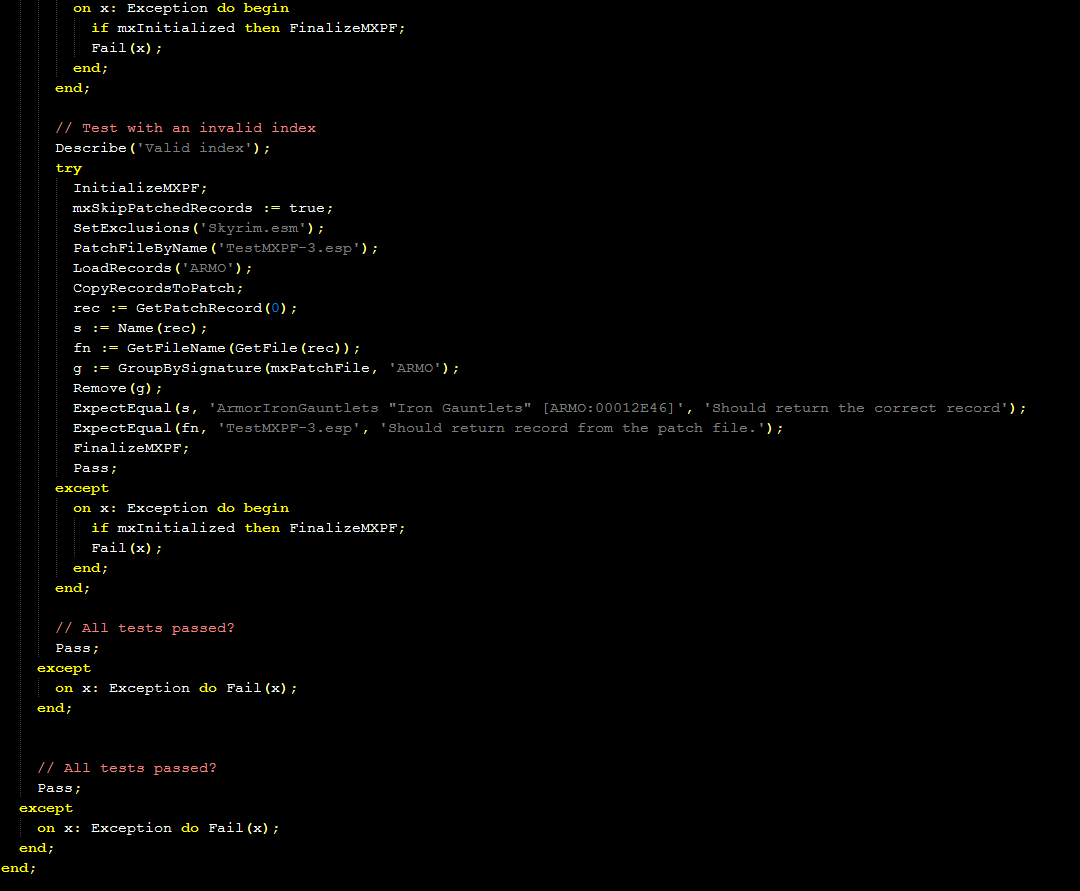 on x: Exception do begin
if mxInitialized then FinalizeMXPF;
Fail(x);
end;
end;
// Test with an invalid index
Describe('Valid index');
try
InitializeMXPF;
mxSkipPatchedRecords := true;
SetExclusions('Skyrim.esm');
PatchFileByName('TestMXPF-3.esp');
LoadRecords('ARMO');
CopyRecordsToPatch;
rec := GetPatchRecord(0);
s := Name(rec);
fn := GetFileName(GetFile(rec));
g := GroupBySignature(mxPatchFile, 'ARMO');
Remove(g);
ExpectEqual(s, 'ArmorIronGauntlets "Iron Gauntlets" [ARMO:00012E46]', 'Should return the correct record');
ExpectEqual(fn, 'TestMXPF-3.esp', 'Should return record from the patch file.');
FinalizeMXPF;
Pass;
except
on x: Exception do begin
if mxInitialized then FinalizeMXPF;
Fail(x);
end;
end;
// All tests passed?
Pass;
except
on x: Exception do Fail(x);
end;
// All tests passed?
Pass;
except
on x: Exception do Fail(x);
end;
end;